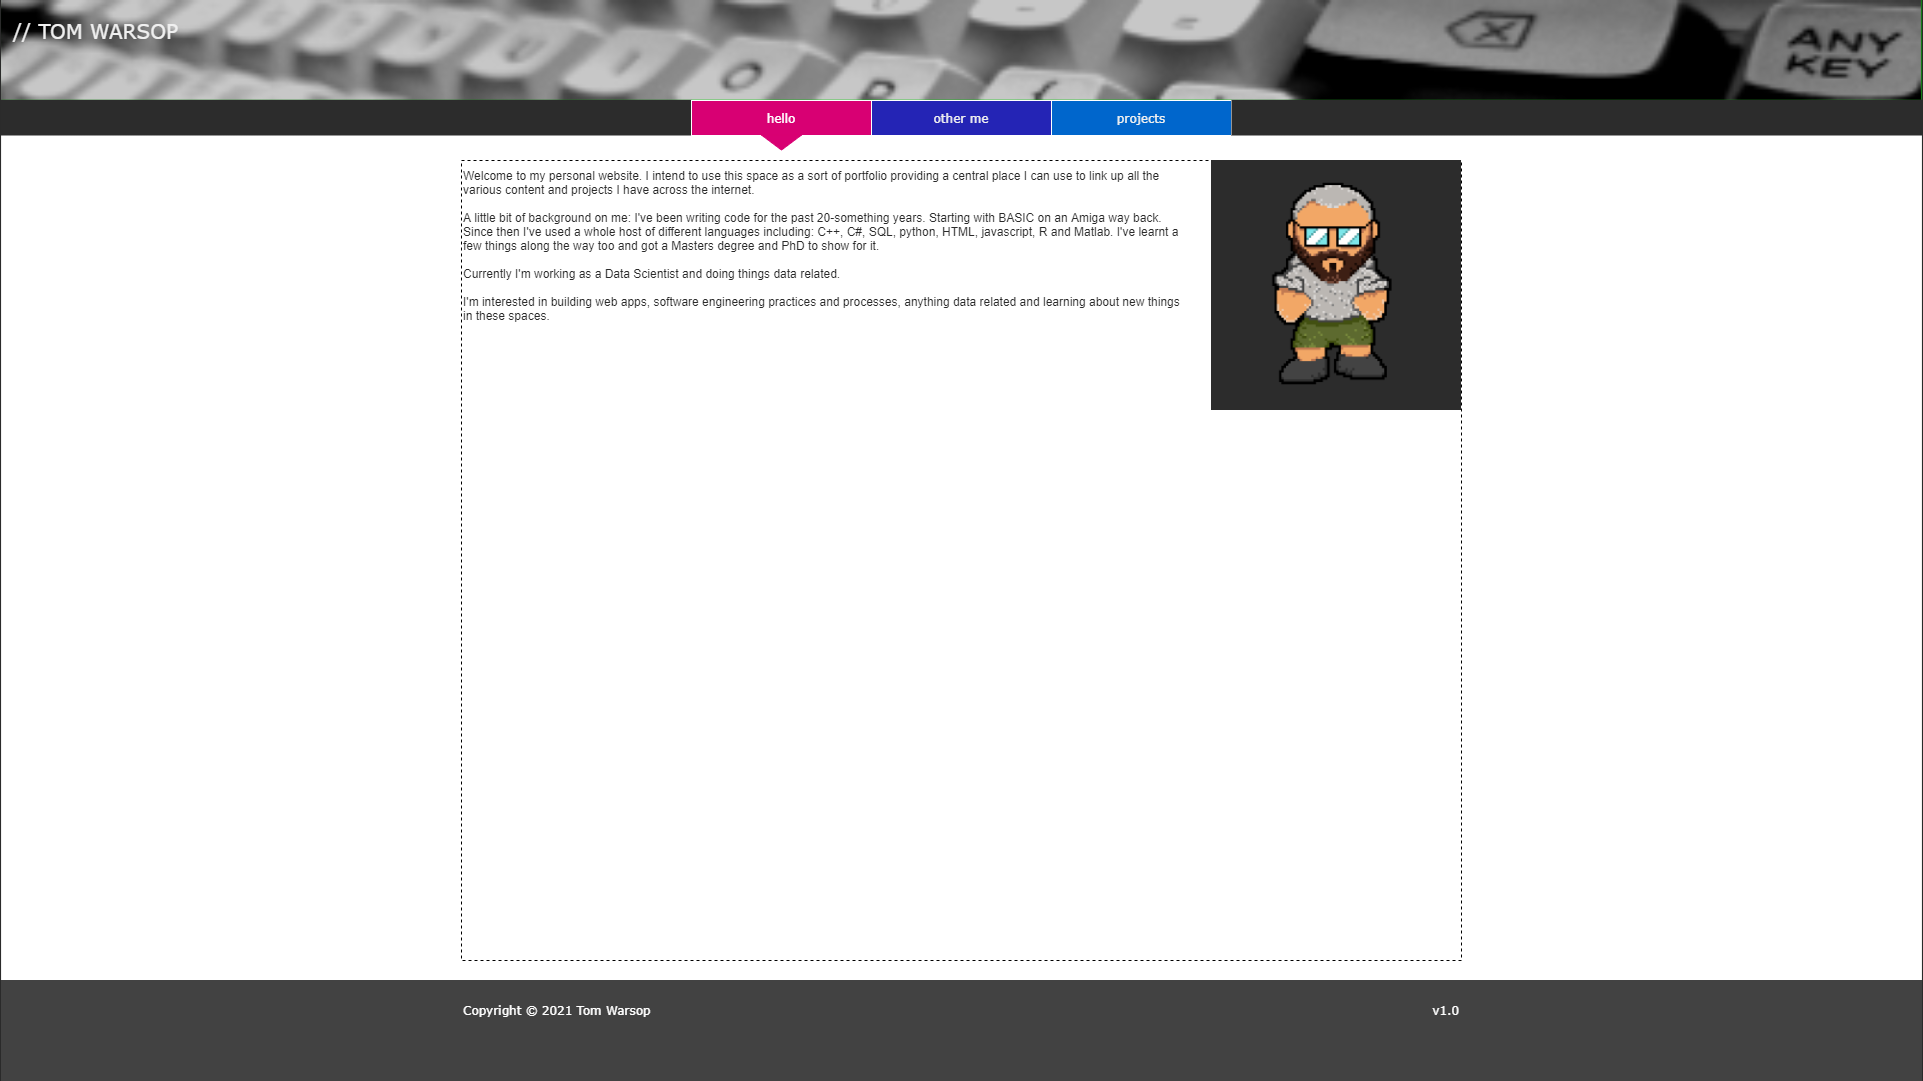 // TOM WARSOP
ANY
KEY
hello
other me
projects
Welcome to my personal website. I intend to use this space as a sort of portfolio providing a central place I can use to link up all the
various content and projects I have across the internet.
A little bit of background on me: I've been writing code for the past 20-something years. Starting with BASIC on an Amiga way back.
Since then I've used a whole host of different languages including: C++, C#, SQL, python, HTML, javascript, R and Matlab. I've learnt a
few things along the way too and got a Masters degree and PhD to show for it.
Currently I'm working as a Data Scientist and doing things data related.
I'm interested in building web apps, software engineering practices and processes, anything data related and learning about new things
in these spaces.
Copyright © 2021 Tom Warsop
v1.0